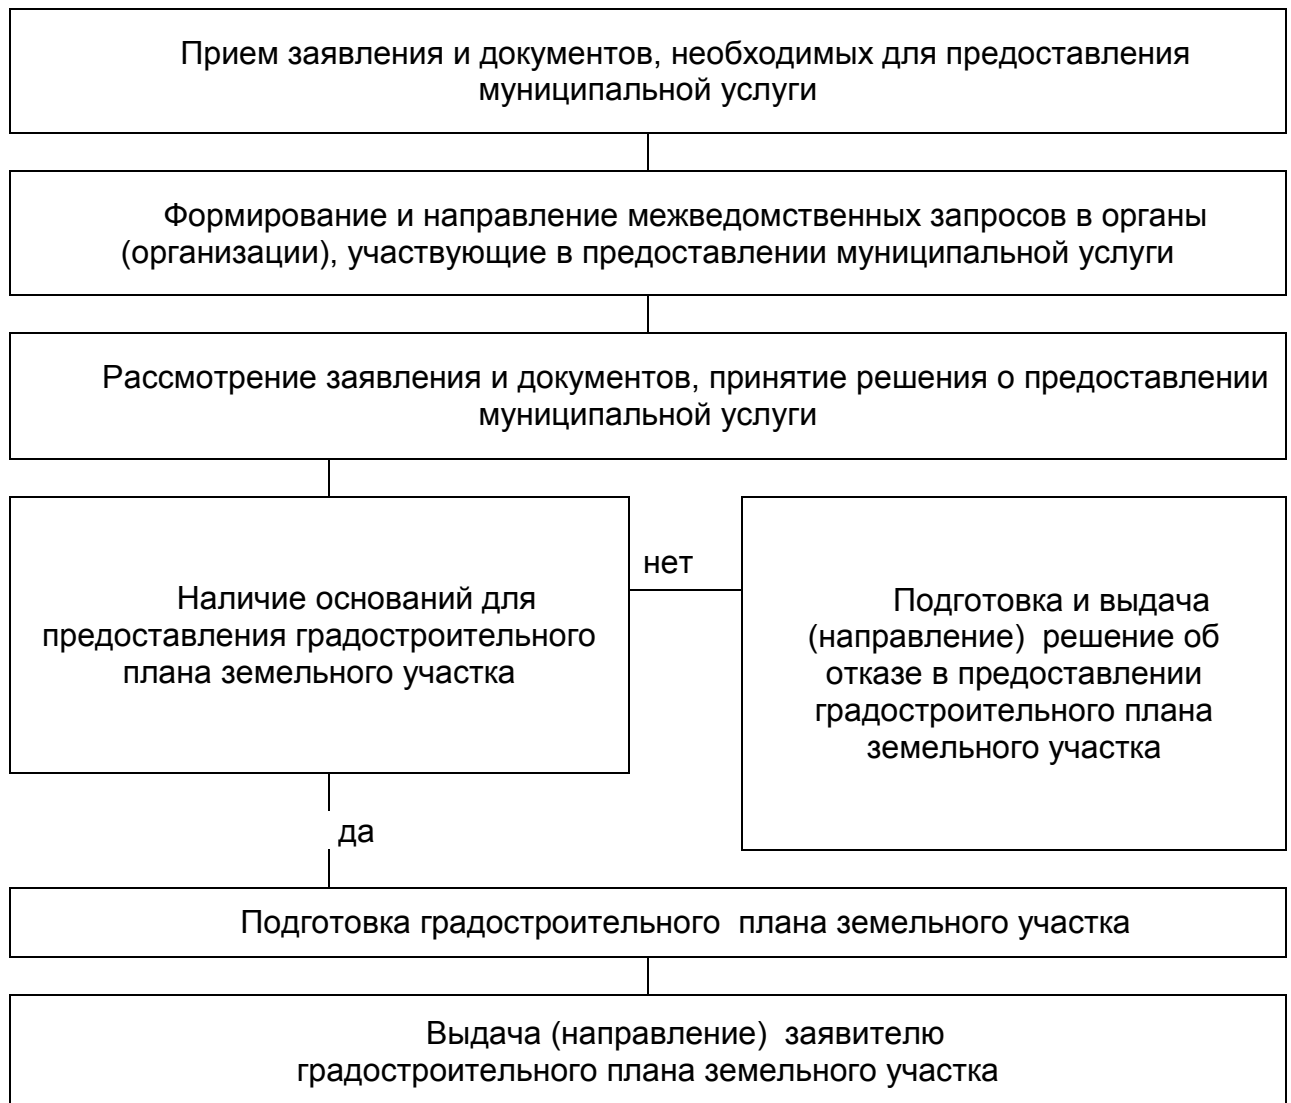 Прием заявления и документов, необходимых для предоставления
муниципальной услуги
Формирование и направление межведомственных запросов в органы
(организации), участвующие в предоставлении муниципальной услуги
Рассмотрение заявления и документов, принятие решения о предоставлении
муниципальной услуги
Наличие оснований для
предоставления градостроительного
плана земельного участка
нет
Подготовка и выдача
(направление) решение об
отказе в предоставлении
градостроительного плана
земельного участка
да
Подготовка градостроительного плана земельного участка
Выдача (направление) заявителю
градостроительного плана земельного участка